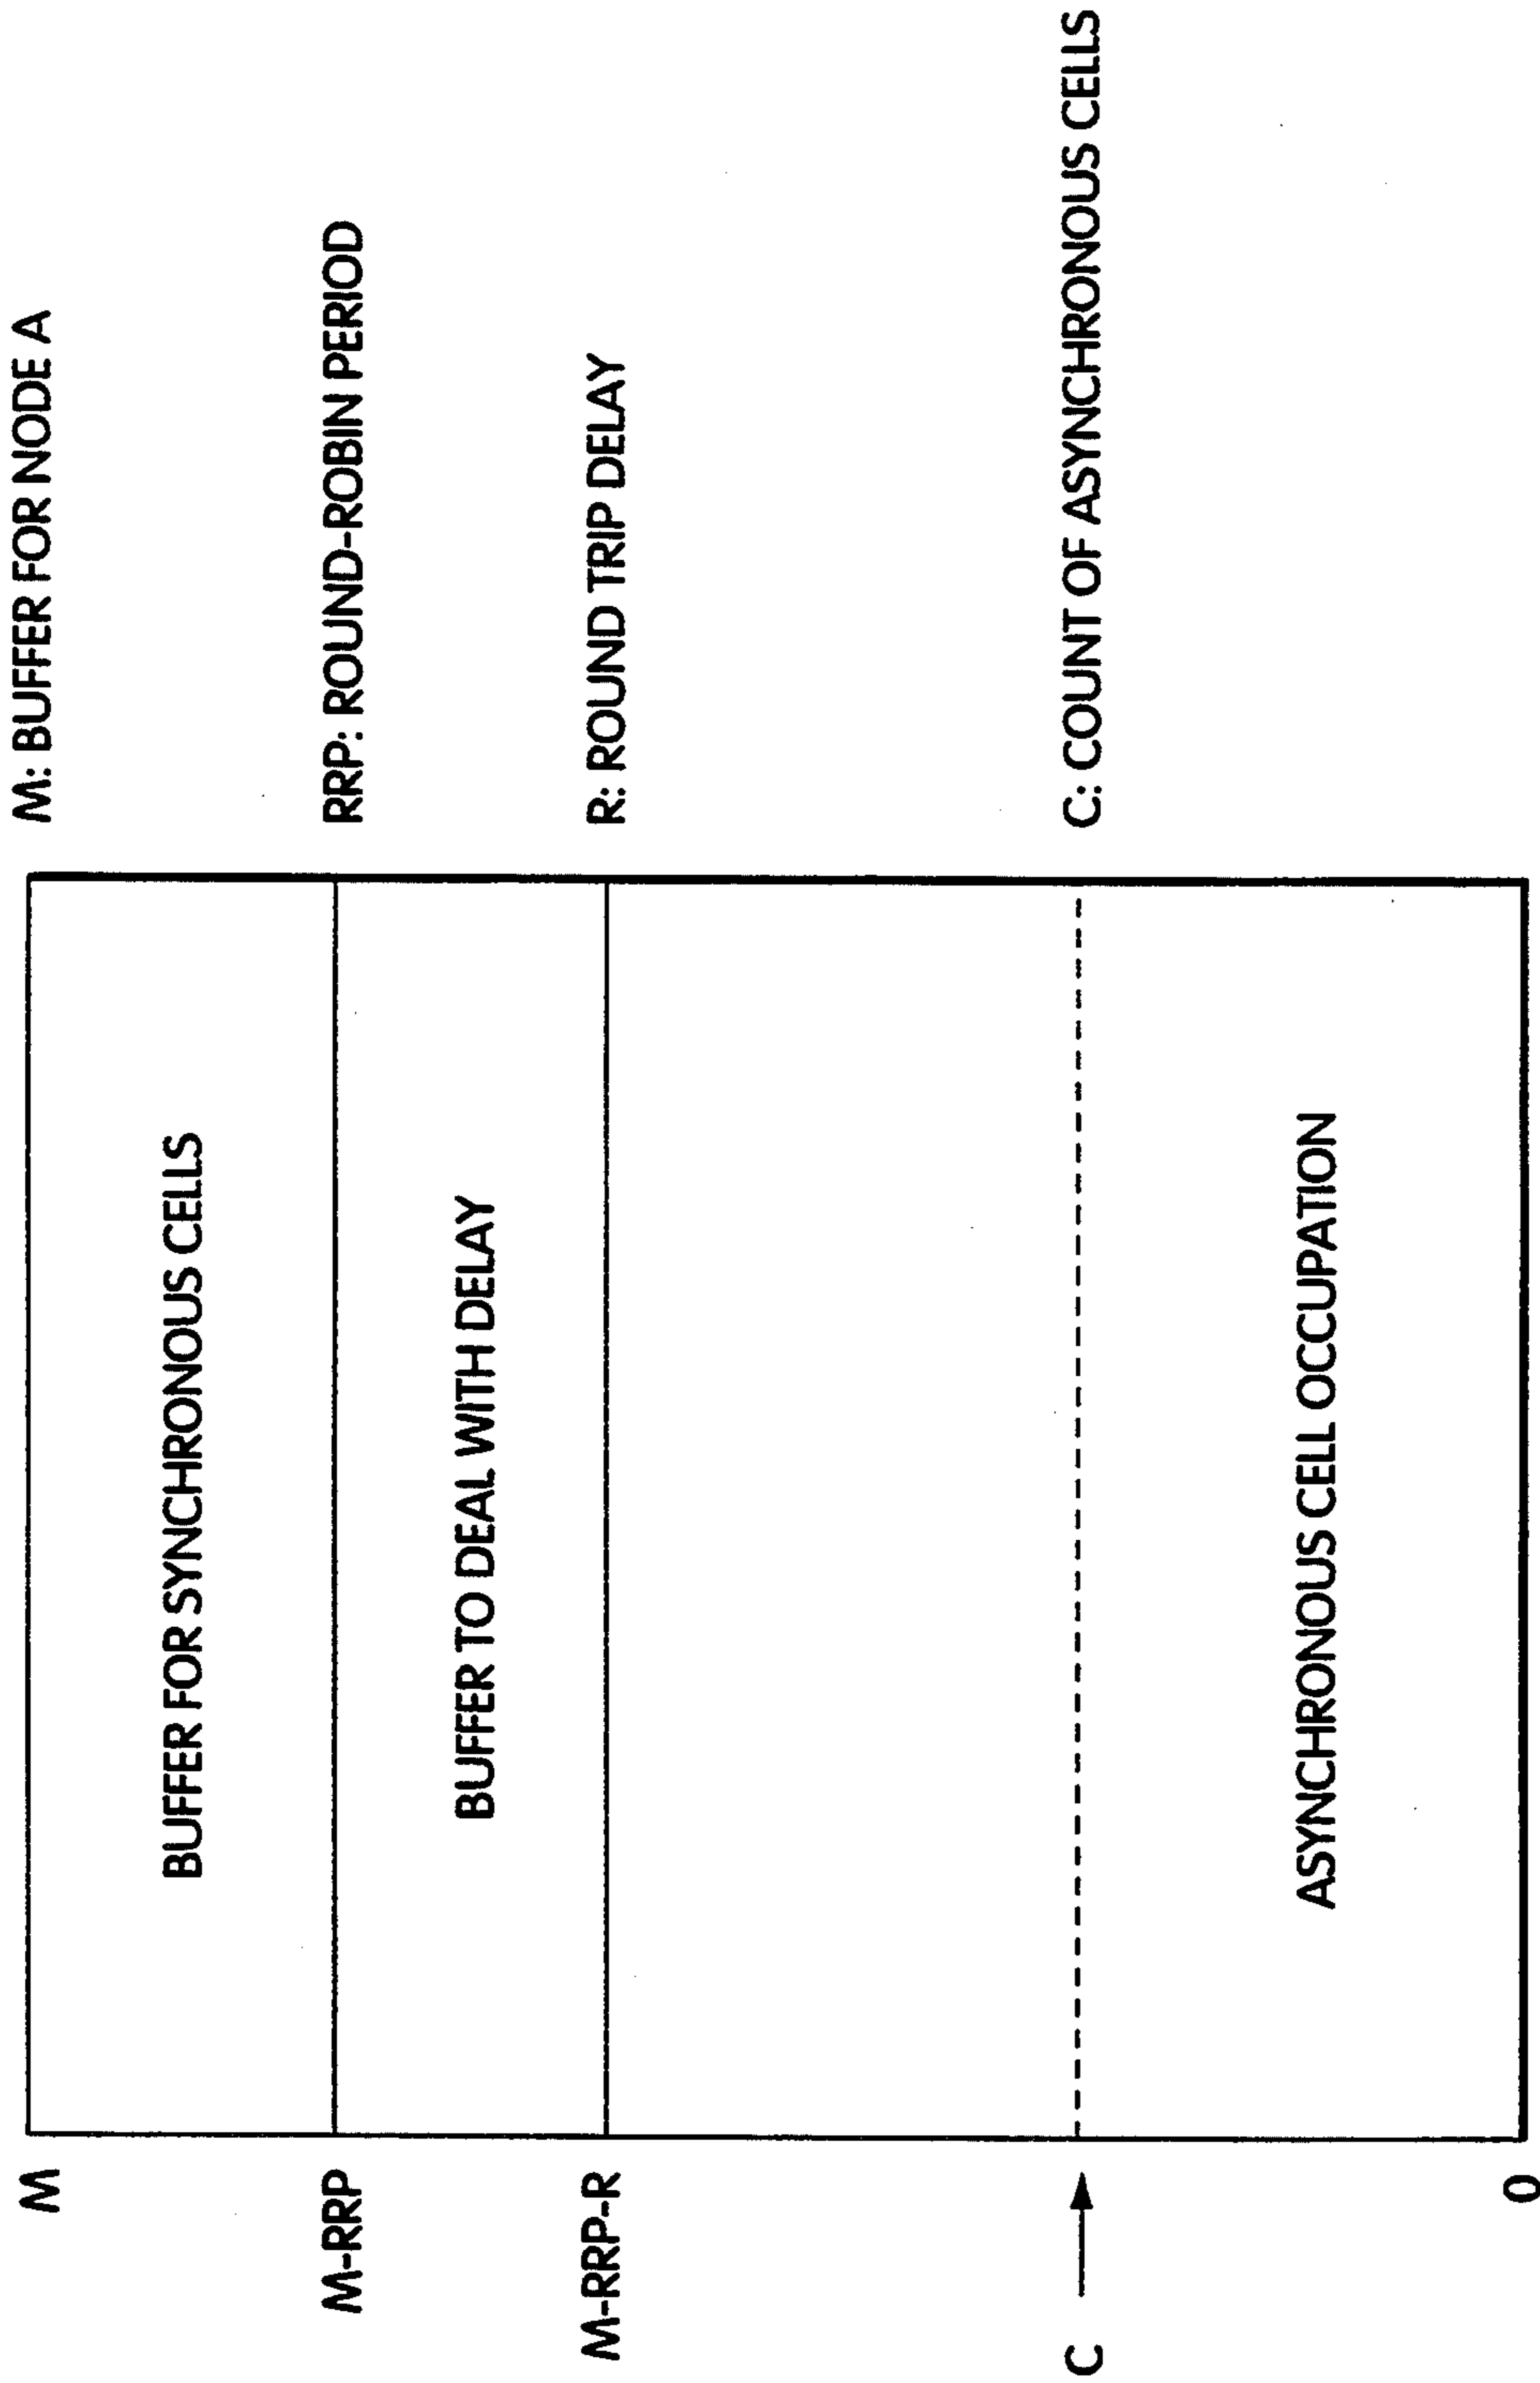 M
M: BUFFER FOR NODE A
BUFFER FOR SYNCHRONOUS CELLS
M-RRP
RRP: ROUND-ROBIN PERIOD
BUFFER TO DEAL WITH DELAY
M-RRP-R
R: ROUND TRIP DELAY
C
C: COUNT OF ASYNCHRONOUS CELLS
ASYNCHRONOUS CELL OCCUPATION
0